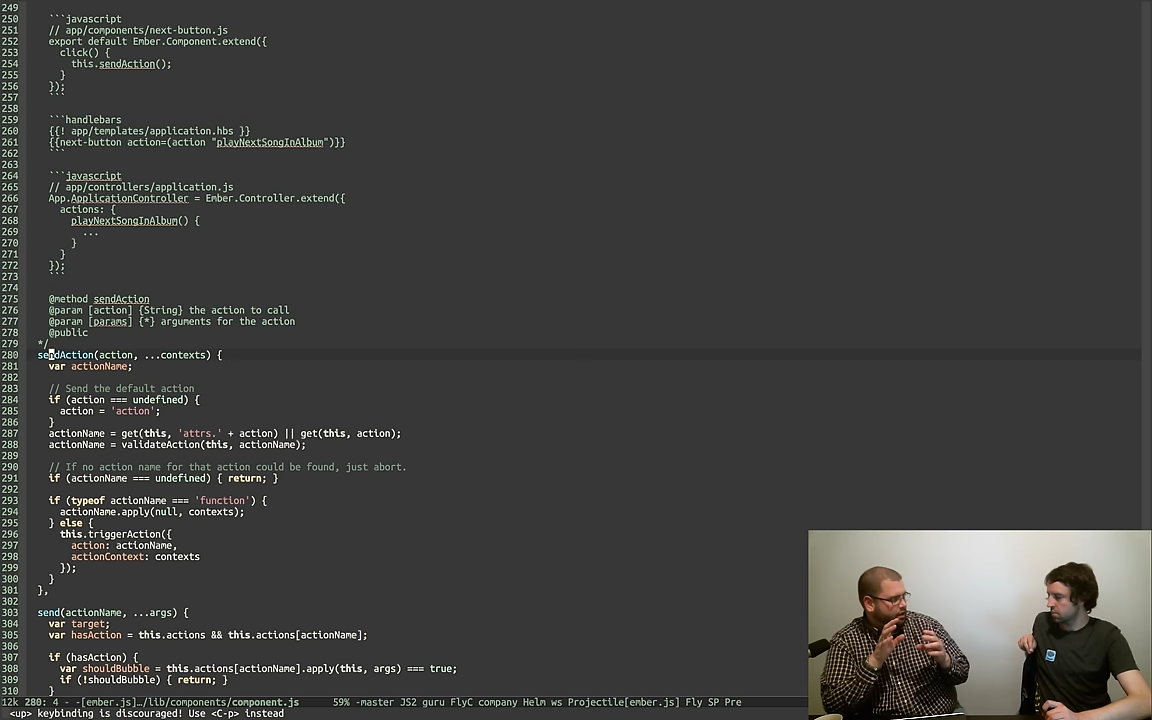 249
250 ```javascript
251 // app/components/next-button.js
252 export default Ember.Component.extend({
253 click() {
254 this.sendAction();
255 }
256 });
257 ```
258
259 ```handlebars
260 {{! app/templates/application.hbs }}
261 {{next-button action=(action "playNextSongInAlbum")}}
262 ```
263
264 ```javascript
265 // app/controllers/application.js
266 App.ApplicationController = Ember.Controller.extend({
267 actions: {
268 playNextSongInAlbum() {
269 ...
270 }
271 }
272 });
273 ```
274
275 @method sendAction
276 @param [action] {String} the action to call
277 @param [params] {*} arguments for the action
278 @public
279 */
280 sendAction(action, ...contexts) {
281 var actionName;
282
283 // Send the default action
284 if (action === undefined) {
285 action = 'action';
286 }
287 actionName = get(this, 'attrs.' + action) || get(this, action);
288 actionName = validateAction(this, actionName);
289
290 // If no action name for that action could be found, just abort.
291 if (actionName === undefined) { return; }
292
293 if (typeof actionName === 'function') {
294 actionName.apply(null, contexts);
295 } else {
296 this.triggerAction({
297 action: actionName,
298 actionContext: contexts
299 });
300 }
301 },
302
303 send(actionName, ...args) {
304 var target;
305 var hasAction = this.actions && this.actions[actionName];
306
307 if (hasAction) {
308 var shouldBubble = this.actions[actionName].apply(this, args) === true;
309 if (!shouldBubble) { return; }
310 }
12k 280: 4 - -[ember.js]…/lib/components/component.js 59% -master JS2 guru FlyC company Helm ws Projectile[ember.js] Fly SP Pre
<up> keybinding is discouraged! Use <C-p> instead